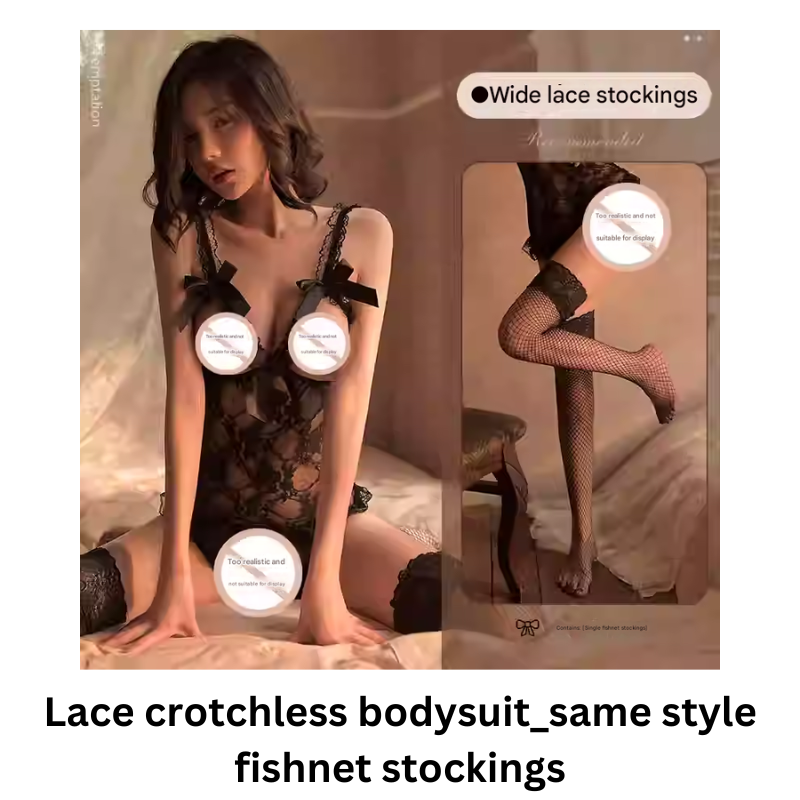 Temptation
●Wide lace stockings
Recommended
Too realistic and not
suitable for display
Too realistic and not
suitable for display
Too realistic and not
suitable for display
Too realistic and
not suitable for display
Contains: [Single fishnet stockings]
Lace crotchless bodysuit_same style
fishnet stockings